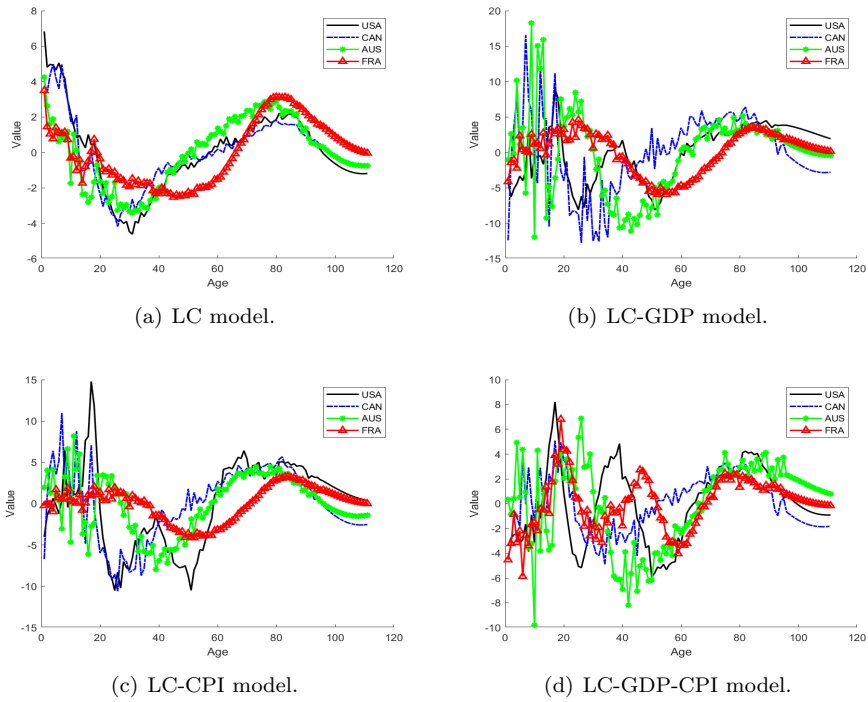 8
6
4
2
0
-2
-4
-6
Value
0 20 40 60 80 100 120
Age
USA
CAN
AUS
FRA
(a) LC model.
20
15
10
5
0
-5
-10
-15
Value
0 20 40 60 80 100 120
Age
USA
CAN
AUS
FRA
(b) LC-GDP model.
15
10
5
0
-5
-10
-15
Value
0 20 40 60 80 100 120
Age
USA
CAN
AUS
FRA
(c) LC-CPI model.
10
8
6
4
2
0
-2
-4
-6
-8
-10
Value
0 20 40 60 80 100 120
Age
USA
CAN
AUS
FRA
(d) LC-GDP-CPI model.